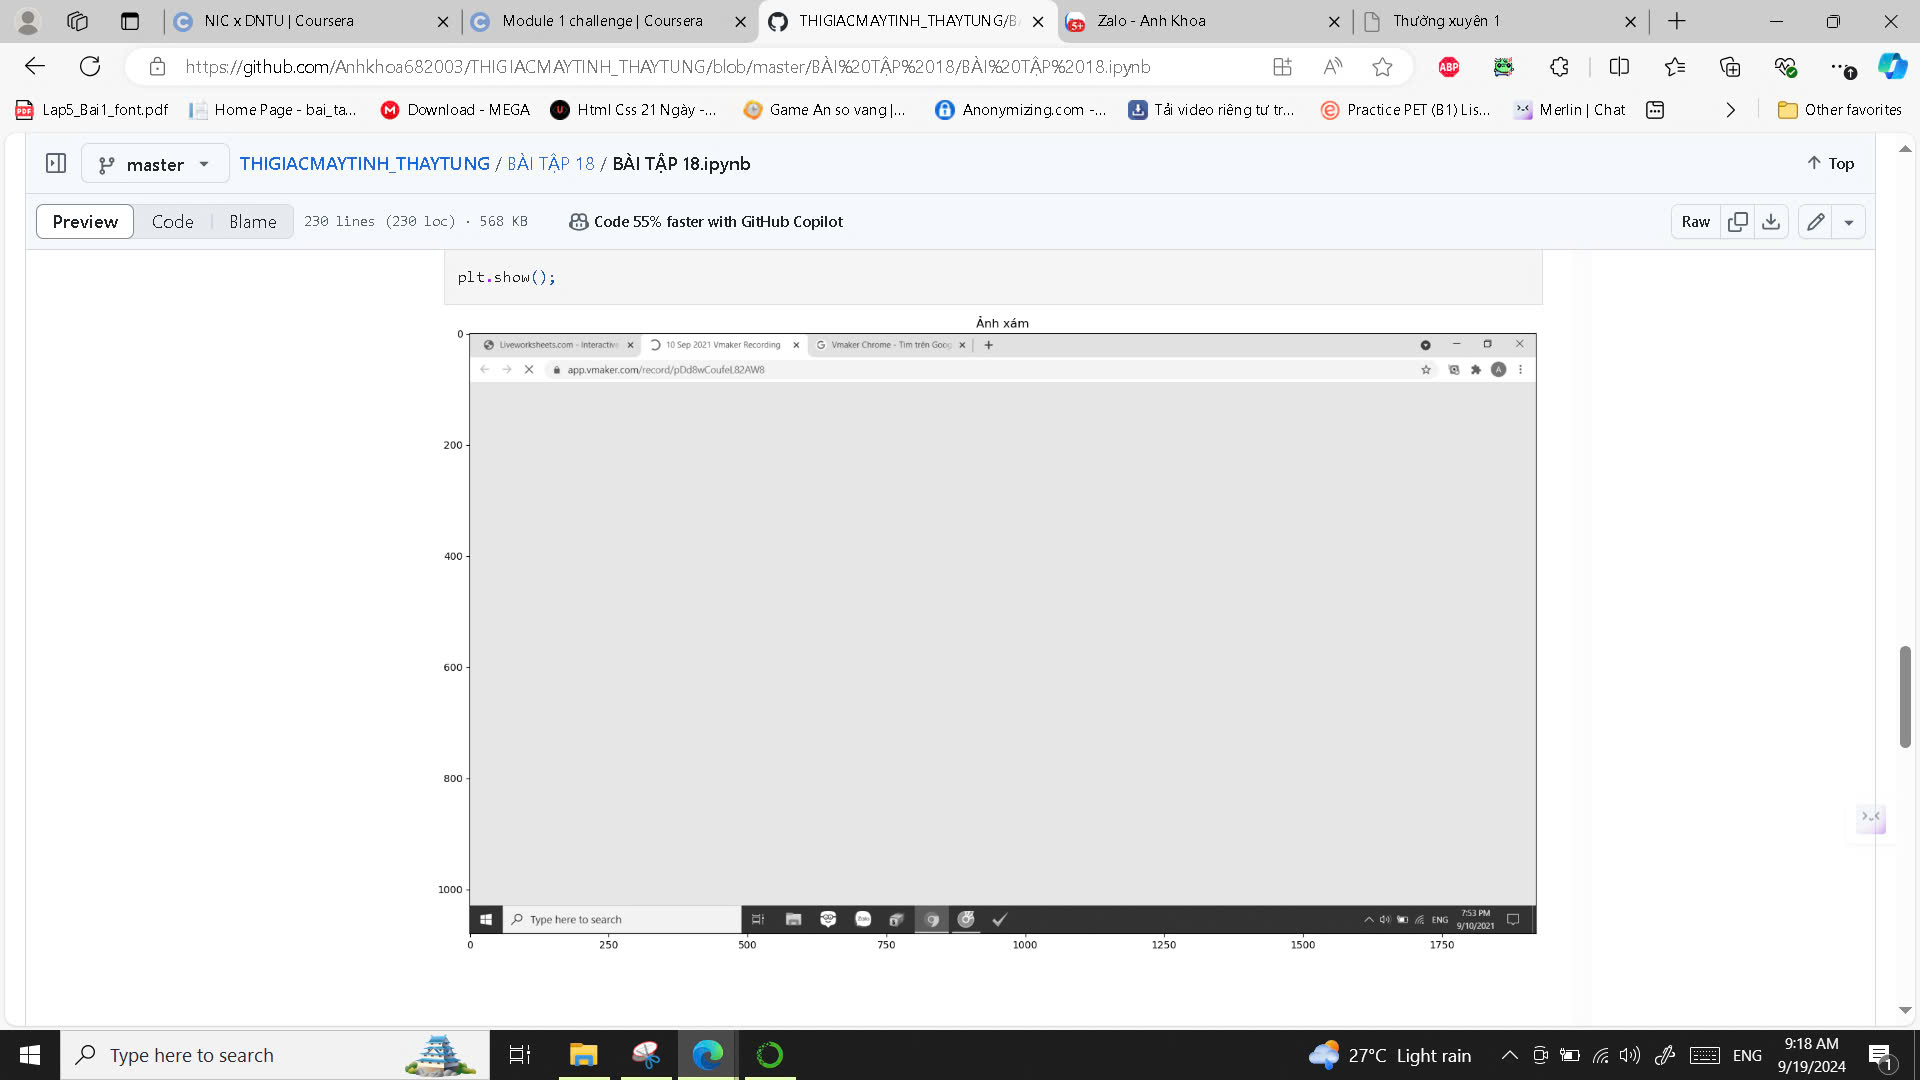 NIC x DNTU | Coursera
Module 1 challenge | Coursera
THIGIACMAYTINH_THAYTUNG/B
Zalo - Anh Khoa
Thường xuyên 1
https://github.com/Anhkhoa682003/THIGIACMAYTINH_THAYTUNG/blob/master/BÀI%20TẬP%2018/BÀI%20TẬP%2018.ipynb
ABP
Lap5_Bai1_font.pdf
Home Page - bai_ta...
Download - MEGA
Html Css 21 Ngày -...
Game An so vang |...
Anonymizing.com -...
Tải video riêng tư tr...
Practice PET (B1) Lis...
Merlin | Chat
Other favorites
master
THIGIACMAYTINH_THAYTUNG / BÀI TẬP 18 / BÀI TẬP 18.ipynb
Top
Preview
Code
Blame
230 lines (230 loc) · 568 KB
Code 55% faster with GitHub Copilot
Raw
plt.show();
Ảnh xám
Liveworksheets.com - Interactive
10 Sep 2021 Vmaker Recording
Vmaker Chrome - Tìm trên Goog
app.vmaker.com/record/pDd8wCoufeL82AW8
A
0
200
400
600
800
1000
Type here to search
Zalo
ENG
7:53 PM
9/10/2021
0 250 500 750 1000 1250 1500 1750
Type here to search
27°C Light rain
ENG
9:18 AM
9/19/2024
1